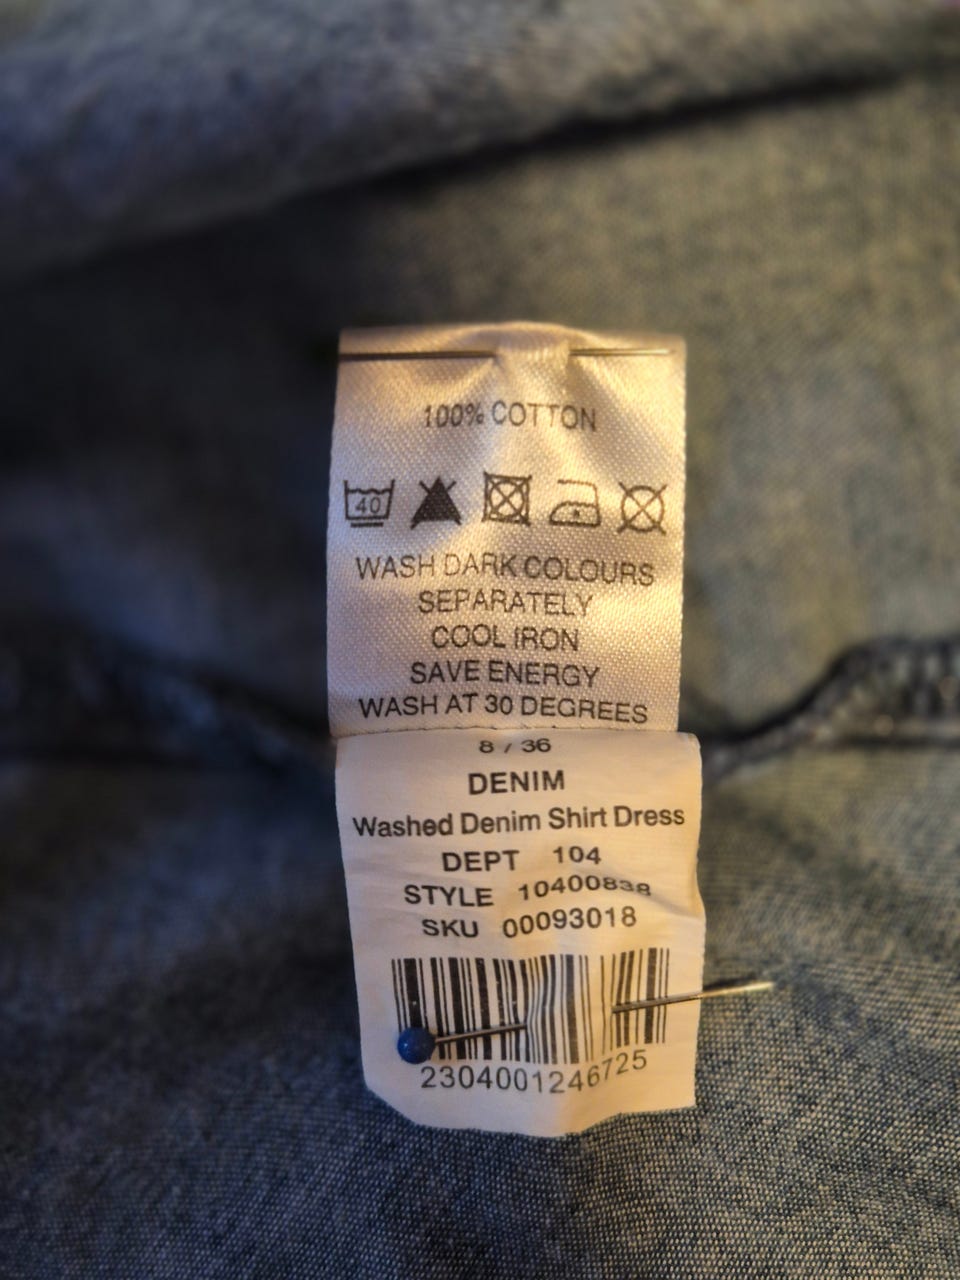 100% COTTON
40
WASH DARK COLOURS
SEPARATELY
COOL IRON
SAVE ENERGY
WASH AT 30 DEGREES
8 / 36
DENIM
Washed Denim Shirt Dress
DEPT 104
STYLE 10400838
SKU 00093018
2304001246725